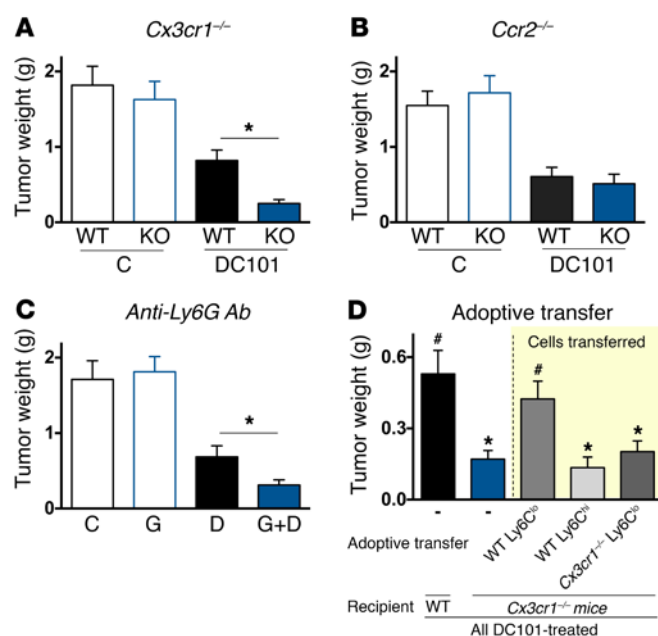 A
Cx3cr1–/–
Tumor weight (g)
2
1
0
*
WT KO WT KO
C DC101
B
Ccr2–/–
Tumor weight (g)
2
1
0
WT KO WT KO
C DC101
C
Anti-Ly6G Ab
Tumor weight (g)
2
1
0
*
C G D G+D
D
Adoptive transfer
Cells transferred
Tumor weight (g)
0.6
0.3
0.0
# * # * *
Adoptive transfer - - WT Ly6Clo WT Ly6Chi Cx3cr1–/– Ly6Clo
Recipient WT Cx3cr1–/– mice
All DC101-treated